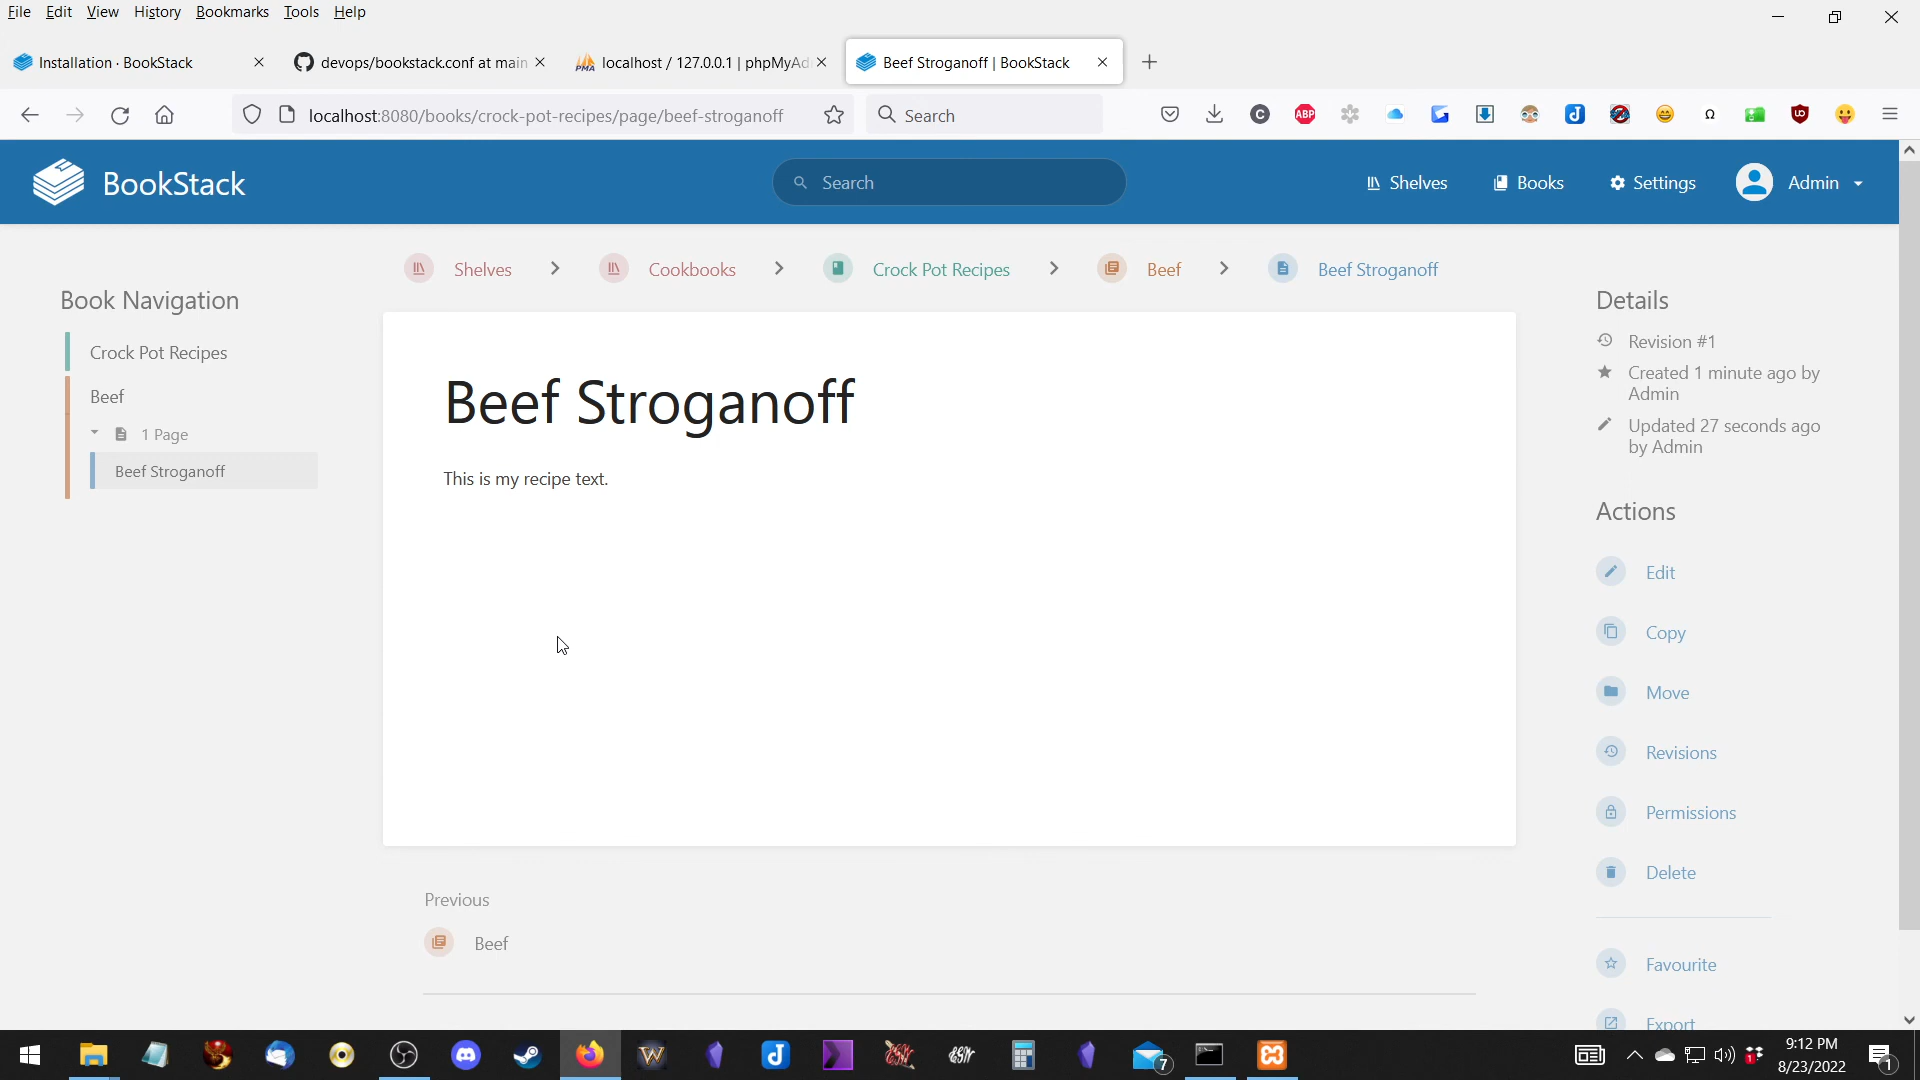 File Edit View History Bookmarks Tools Help
Installation · BookStack
devops/bookstack.conf at main
localhost / 127.0.0.1 | phpMyAd
Beef Stroganoff | BookStack
localhost:8080/books/crock-pot-recipes/page/beef-stroganoff
Search
BookStack
Search
Shelves
Books
Settings
Admin
Shelves > Cookbooks > Crock Pot Recipes > Beef > Beef Stroganoff
Book Navigation
Crock Pot Recipes
Beef
1 Page
Beef Stroganoff
Beef Stroganoff
This is my recipe text.
Previous
Beef
Details
Revision #1
Created 1 minute ago by
Admin
Updated 27 seconds ago
by Admin
Actions
Edit
Copy
Move
Revisions
Permissions
Delete
Favourite
Export
7
9:12 PM
8/23/2022
1